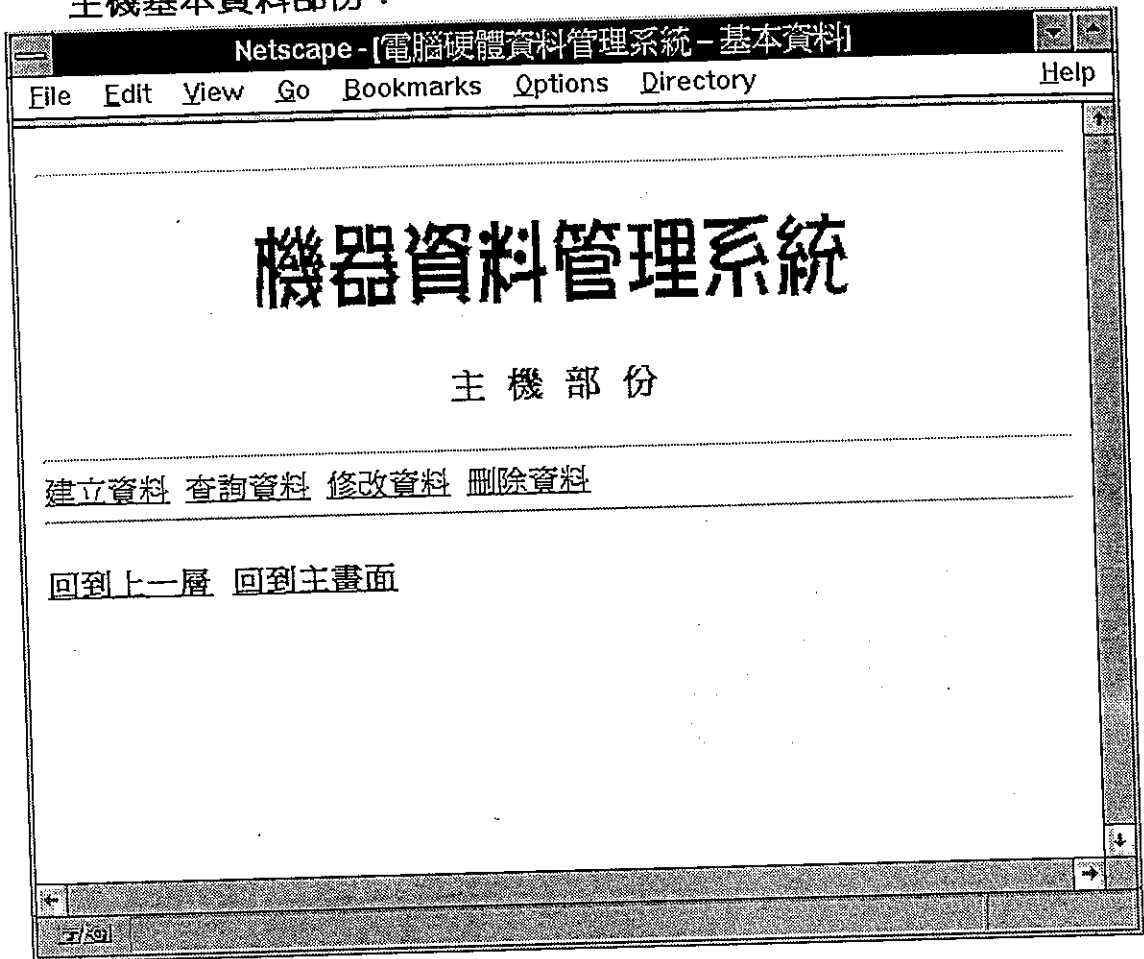 主機基本資料部份：
Netscape - [電腦硬體資料管理系統 – 基本資料]
File Edit View Go Bookmarks Options Directory Help
機器資料管理系統
主 機 部 份
建立資料 查詢資料 修改資料 刪除資料
回到上一層 回到主畫面